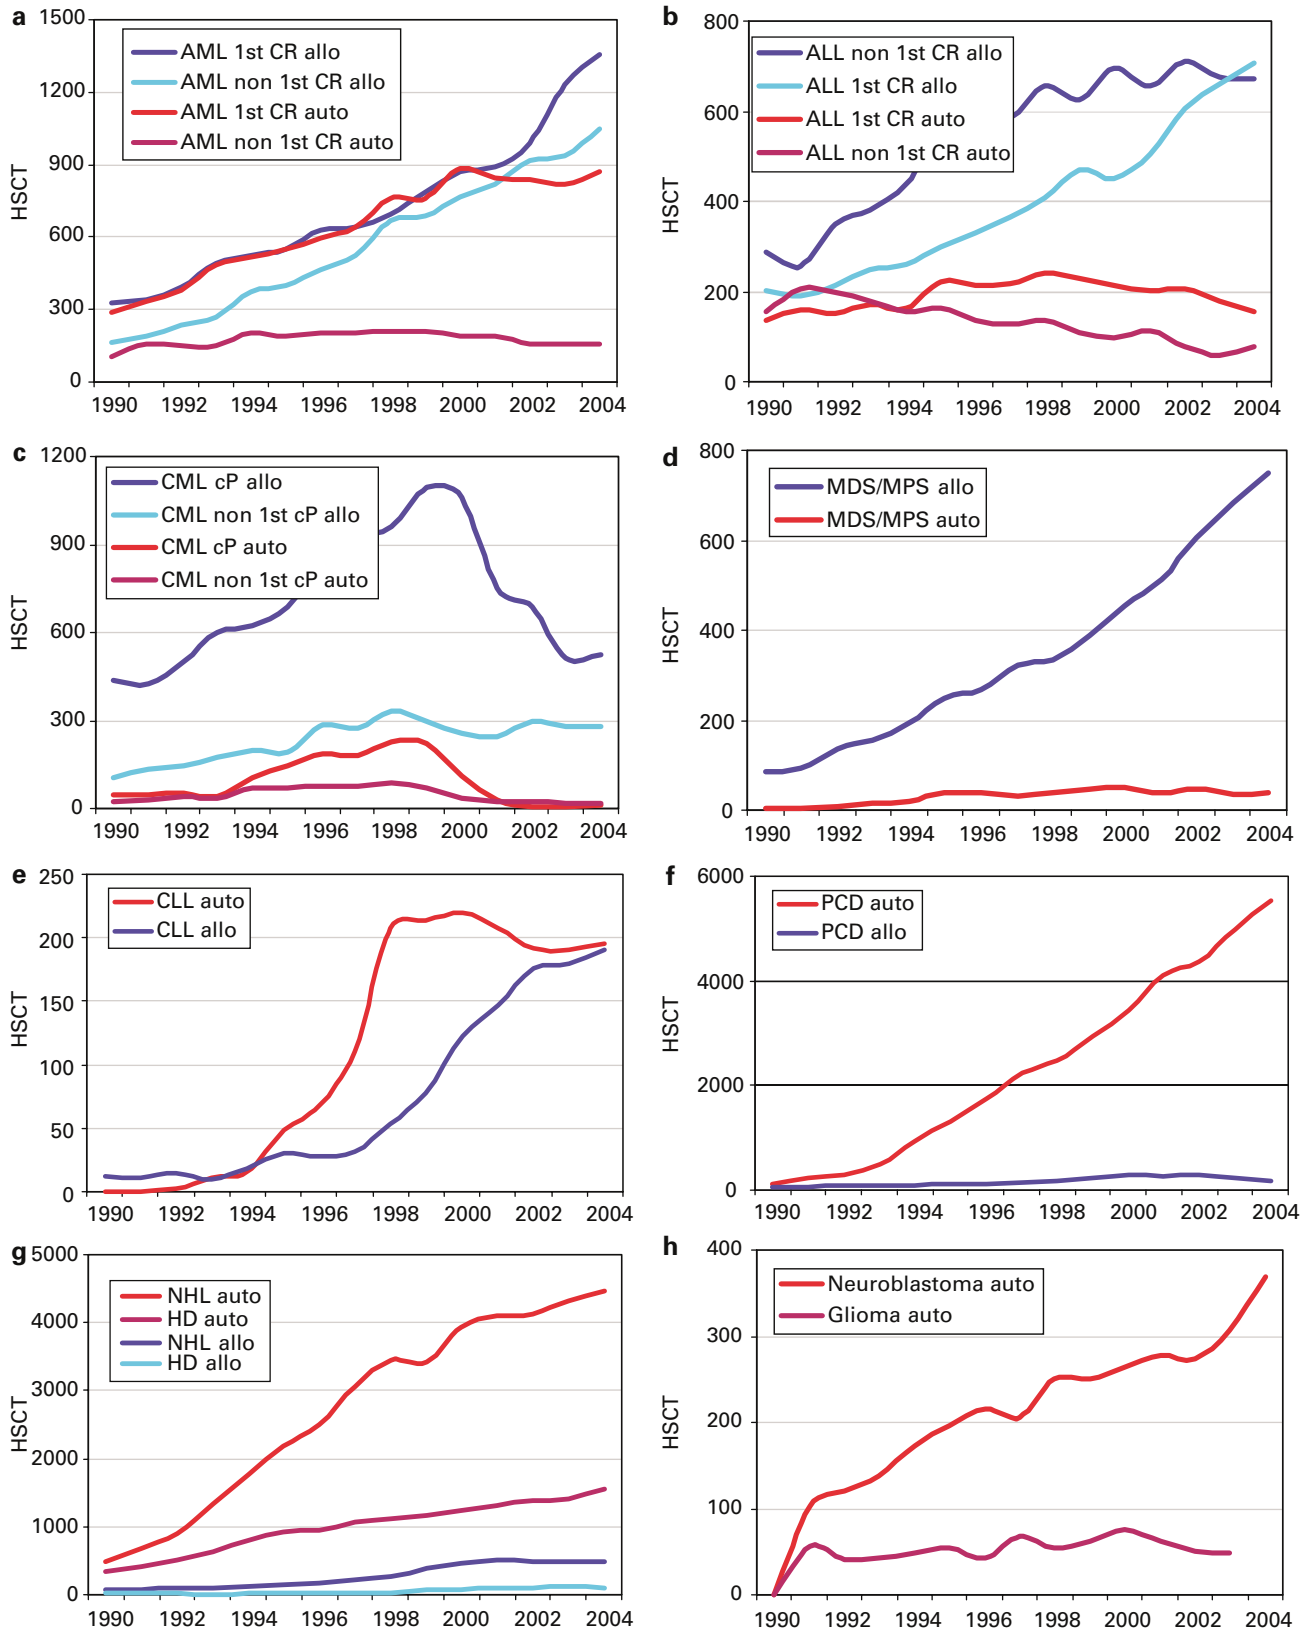 a
1500
1200
900
600
300
0
HSCT
AML 1st CR allo
AML non 1st CR allo
AML 1st CR auto
AML non 1st CR auto
1990 1992 1994 1996 1998 2000 2002 2004
b
800
600
400
200
0
HSCT
ALL non 1st CR allo
ALL 1st CR allo
ALL 1st CR auto
ALL non 1st CR auto
1990 1992 1994 1996 1998 2000 2002 2004
c
1200
900
600
300
0
HSCT
CML cP allo
CML non 1st cP allo
CML cP auto
CML non 1st cP auto
1990 1992 1994 1996 1998 2000 2002 2004
d
800
600
400
200
0
HSCT
MDS/MPS allo
MDS/MPS auto
1990 1992 1994 1996 1998 2000 2002 2004
e
250
200
150
100
50
0
HSCT
CLL auto
CLL allo
1990 1992 1994 1996 1998 2000 2002 2004
f
6000
4000
2000
0
HSCT
PCD auto
PCD allo
1990 1992 1994 1996 1998 2000 2002 2004
g
5000
4000
3000
2000
1000
0
HSCT
NHL auto
HD auto
NHL allo
HD allo
1990 1992 1994 1996 1998 2000 2002 2004
h
400
300
200
100
0
HSCT
Neuroblastoma auto
Glioma auto
1990 1992 1994 1996 1998 2000 2002 2004